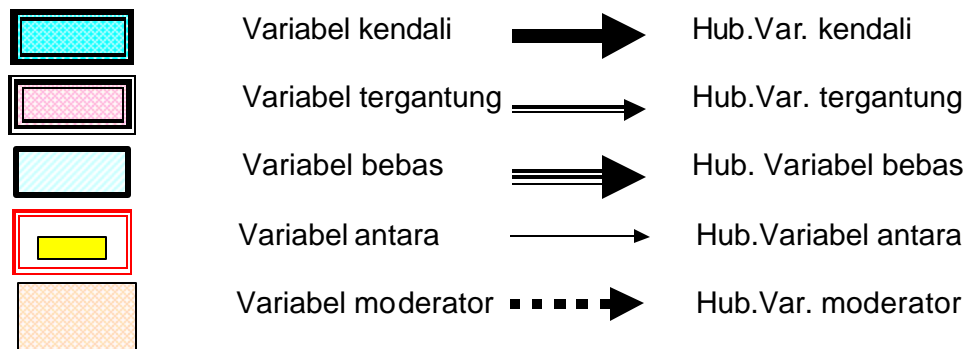 Variabel kendali Hub.Var. kendali
Variabel tergantung Hub.Var. tergantung
Variabel bebas Hub. Variabel bebas
Variabel antara Hub.Variabel antara
Variabel moderator Hub.Var. moderator